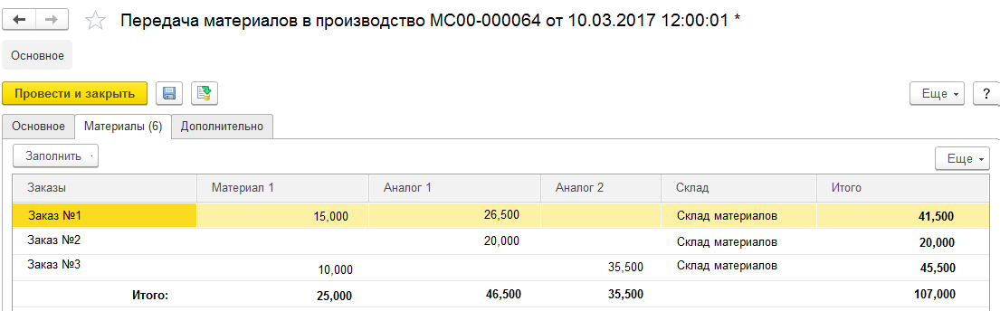 Передача материалов в производство МС00-000064 от 10.03.2017 12:00:01 *
Основное
Провести и закрыть Еще ?
Основное Материалы (6) Дополнительно
Заполнить Еще
Заказы Материал 1 Аналог 1 Аналог 2 Склад Итого
Заказ №1 15,000 26,500 Склад материалов 41,500
Заказ №2 20,000 Склад материалов 20,000
Заказ №3 10,000 35,500 Склад материалов 45,500
Итого: 25,000 46,500 35,500 107,000